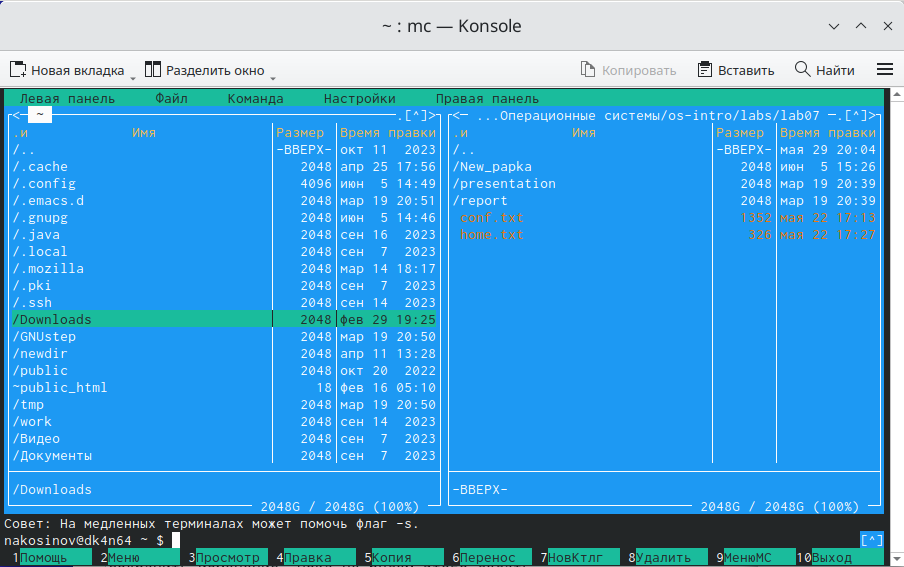 ~ : mc — Konsole
Новая вкладка Разделить окно Копировать Вставить Найти
Левая панель Файл Команда Настройки Правая панель
<─ ~ .[^]> <─ ...Операционные системы/os-intro/labs/lab07 ─.[^]>
.и Имя Размер Время правки .и Имя Размер Время правки
/.. -ВВЕРХ- окт 11 2023 /.. -ВВЕРХ- мая 29 20:04
/.cache 2048 апр 25 17:56 /New_papka 2048 июн 5 15:26
/.config 4096 июн 5 14:49 /presentation 2048 мар 19 20:39
/.emacs.d 2048 мар 19 20:51 /report 2048 мар 19 20:39
/.gnupg 2048 июн 5 14:46 conf.txt 1352 мая 22 17:13
/.java 2048 сен 16 2023 home.txt 326 мая 22 17:27
/.local 2048 сен 7 2023
/.mozilla 2048 мар 14 18:17
/.pki 2048 сен 7 2023
/.ssh 2048 сен 14 2023
/Downloads 2048 фев 29 19:25
/GNUstep 2048 мар 19 20:50
/newdir 2048 апр 11 13:28
/public 2048 окт 20 2022
~public_html 18 фев 16 05:10
/tmp 2048 мар 19 20:50
/work 2048 сен 14 2023
/Видео 2048 сен 7 2023
/Документы 2048 сен 7 2023
/Downloads -ВВЕРХ-
2048G / 2048G (100%) 2048G / 2048G (100%)
Совет: На медленных терминалах может помочь флаг -s.
nakosinov@dk4n64 ~ $ [^]
1Помощь 2Меню 3Просмотр 4Правка 5Копия 6Перенос 7НовКтлг 8Удалить 9МенюMC 10Выход